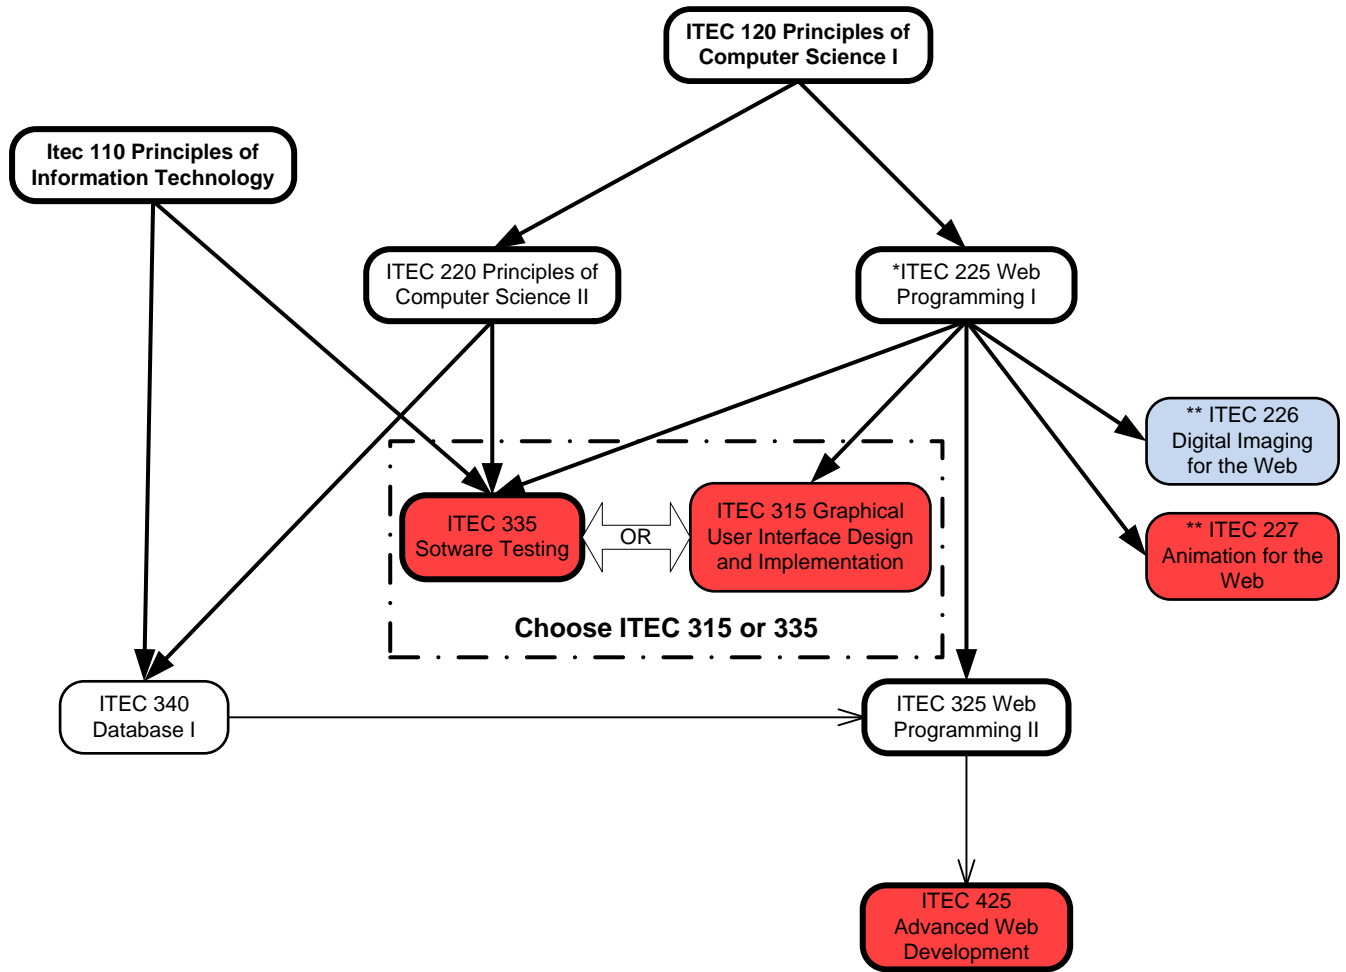 ITEC 120 Principles of
Computer Science I
Itec 110 Principles of
Information Technology
ITEC 220 Principles of
Computer Science II
*ITEC 225 Web
Programming I
** ITEC 226
Digital Imaging
for the Web
ITEC 335
Sotware Testing
OR
ITEC 315 Graphical
User Interface Design
and Implementation
** ITEC 227
Animation for the
Web
Choose ITEC 315 or 335
ITEC 340
Database I
ITEC 325 Web
Programming II
ITEC 425
Advanced Web
Development